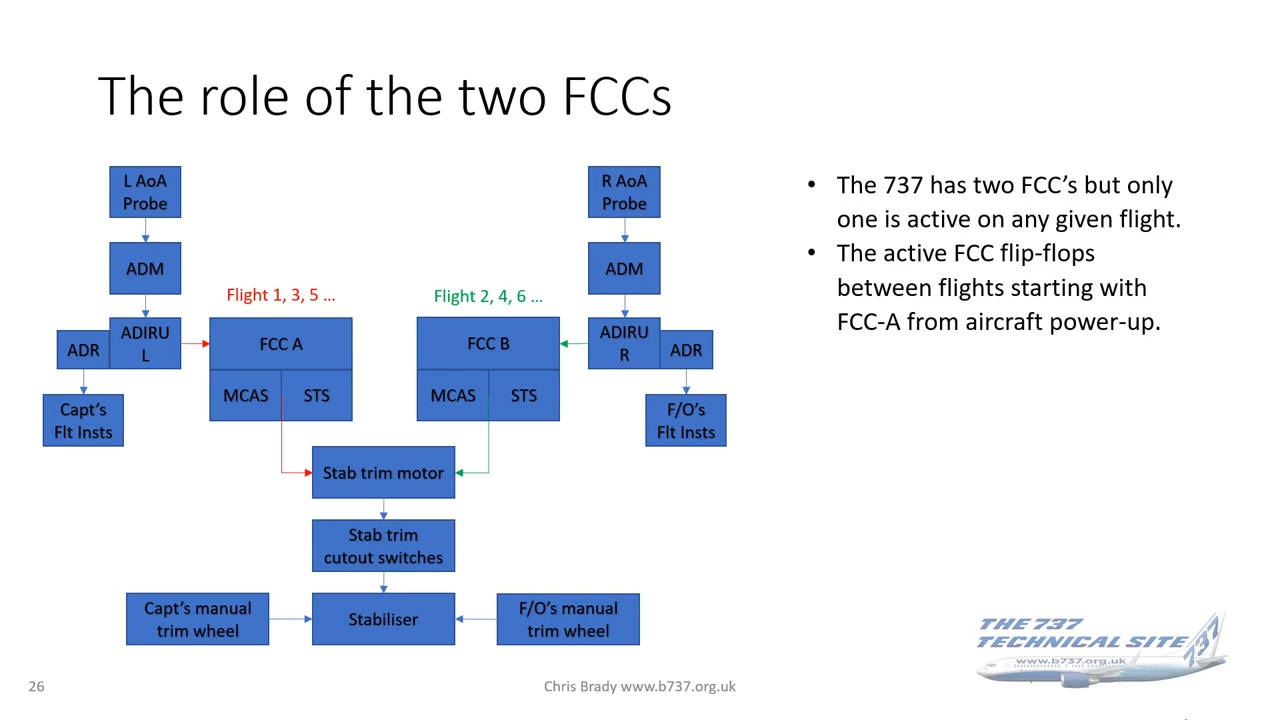 The role of the two FCCs
L AoA
Probe
R AoA
Probe
ADM
ADM
Flight 1, 3, 5 ...
Flight 2, 4, 6 ...
ADR
ADIRU
L
FCC A
FCC B
ADIRU
R
ADR
MCAS
STS
MCAS
STS
Capt’s
Flt Insts
F/O’s
Flt Insts
Stab trim motor
Stab trim
cutout switches
Capt’s manual
trim wheel
Stabiliser
F/O’s manual
trim wheel
• The 737 has two FCC’s but only
one is active on any given flight.
• The active FCC flip-flops
between flights starting with
FCC-A from aircraft power-up.
THE 737
TECHNICAL SITE
737
www.b737.org.uk
26
Chris Brady www.b737.org.uk